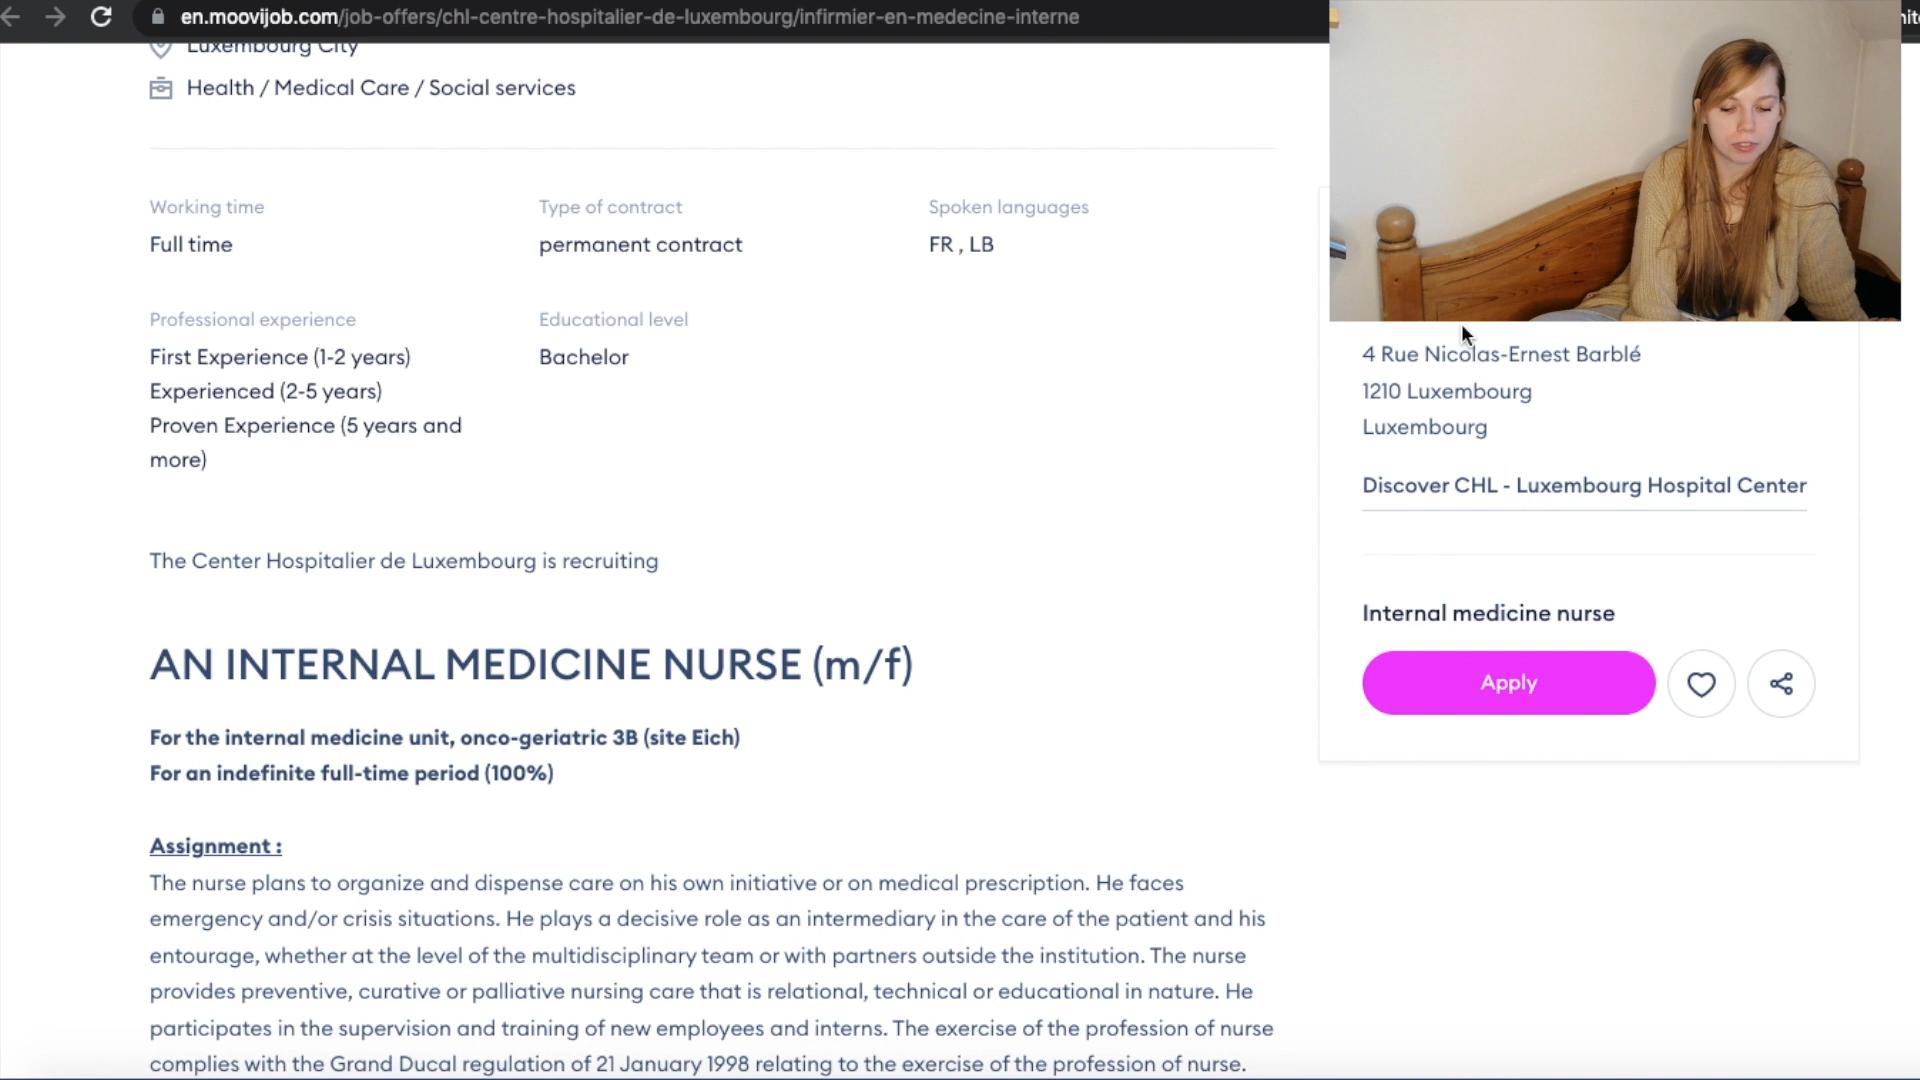 en.moovijob.com/job-offers/chl-centre-hospitalier-de-luxembourg/infirmier-en-medecine-interne
Luxembourg City
Health / Medical Care / Social services
Working time
Full time
Type of contract
permanent contract
Spoken languages
FR , LB
Professional experience
First Experience (1-2 years)
Experienced (2-5 years)
Proven Experience (5 years and
more)
Educational level
Bachelor
The Center Hospitalier de Luxembourg is recruiting
AN INTERNAL MEDICINE NURSE (m/f)
For the internal medicine unit, onco-geriatric 3B (site Eich)
For an indefinite full-time period (100%)
Assignment :
The nurse plans to organize and dispense care on his own initiative or on medical prescription. He faces
emergency and/or crisis situations. He plays a decisive role as an intermediary in the care of the patient and his
entourage, whether at the level of the multidisciplinary team or with partners outside the institution. The nurse
provides preventive, curative or palliative nursing care that is relational, technical or educational in nature. He
participates in the supervision and training of new employees and interns. The exercise of the profession of nurse
complies with the Grand Ducal regulation of 21 January 1998 relating to the exercise of the profession of nurse.
4 Rue Nicolas-Ernest Barblé
1210 Luxembourg
Luxembourg
Discover CHL - Luxembourg Hospital Center
Internal medicine nurse
Apply